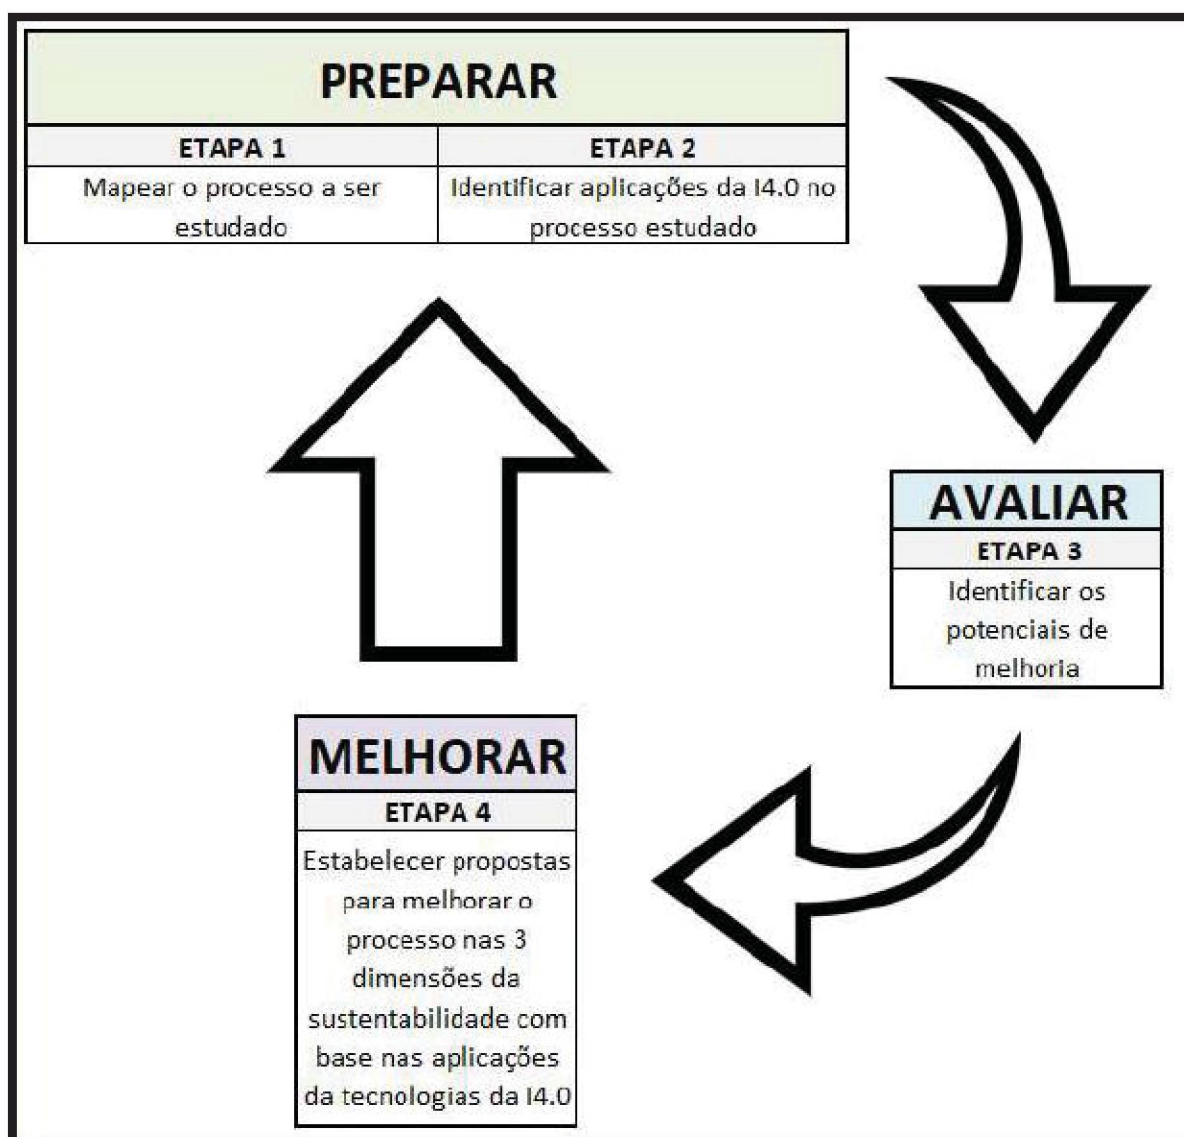 PREPARAR
ETAPA 1
Mapear o processo a ser
estudado
ETAPA 2
Identificar aplicações da I4.0 no
processo estudado
AVALIAR
ETAPA 3
Identificar os
potenciais de
melhoria
MELHORAR
ETAPA 4
Estabelecer propostas
para melhorar o
processo nas 3
dimensões da
sustentabilidade com
base nas aplicações
da tecnologias da I4.0